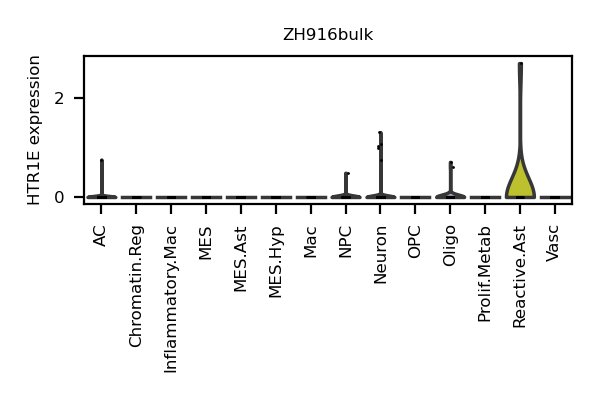 ZH916bulk
HTR1E expression
2
0
AC
Chromatin.Reg
Inflammatory.Mac
MES
MES.Ast
MES.Hyp
Mac
NPC
Neuron
OPC
Oligo
Prolif.Metab
Reactive.Ast
Vasc